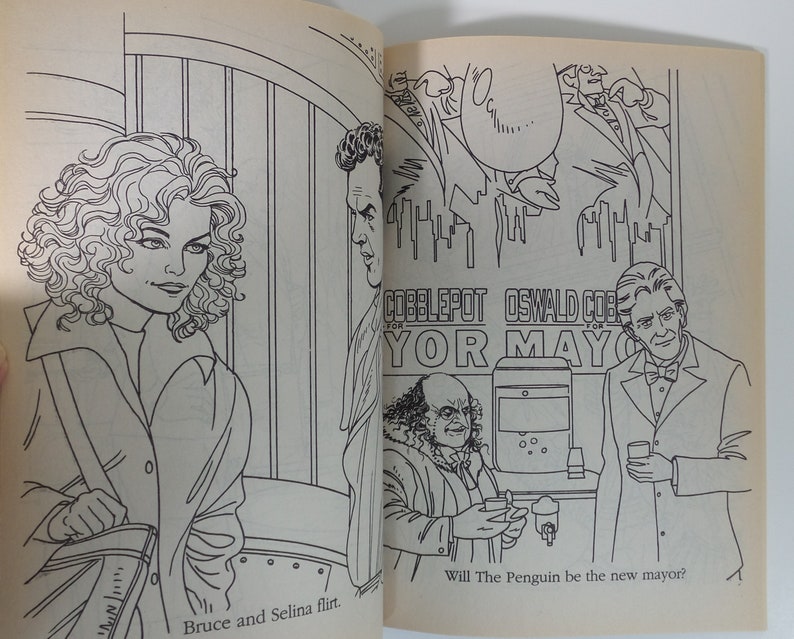 Bruce and Selina flirt.
COBBLEPOT OSWALD COB
FOR FOR
YOR MAYO
Will The Penguin be the new mayor?